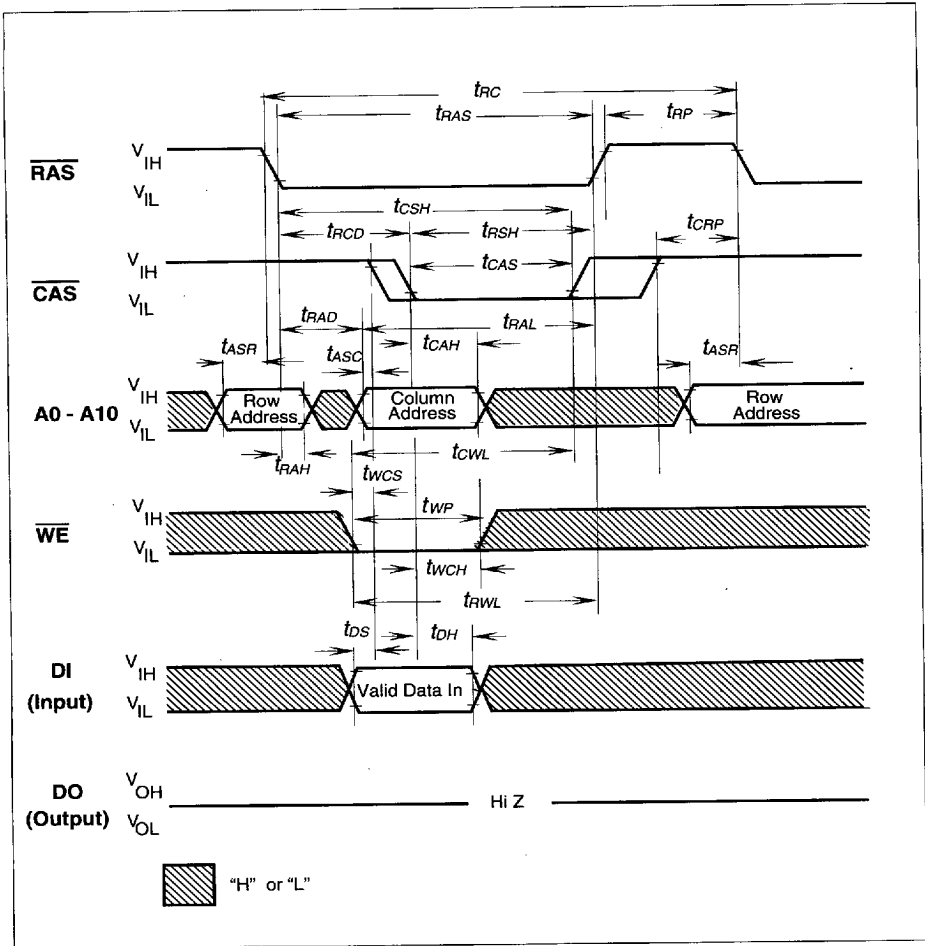 tRC
tRAS
tRP
RAS
VIH
VIL
tCSH
tRCD
tRSH
tCRP
CAS
VIH
VIL
tCAS
tRAD
tRAL
tASR
tASC
tCAH
tASR
A0 - A10
VIH
VIL
Row Address
Column Address
Row Address
tRAH
tCWL
tWCS
WE
VIH
VIL
tWP
tWCH
tRWL
tDS
tDH
DI (Input)
VIH
VIL
Valid Data In
DO (Output)
VOH
VOL
Hi Z
"H" or "L"